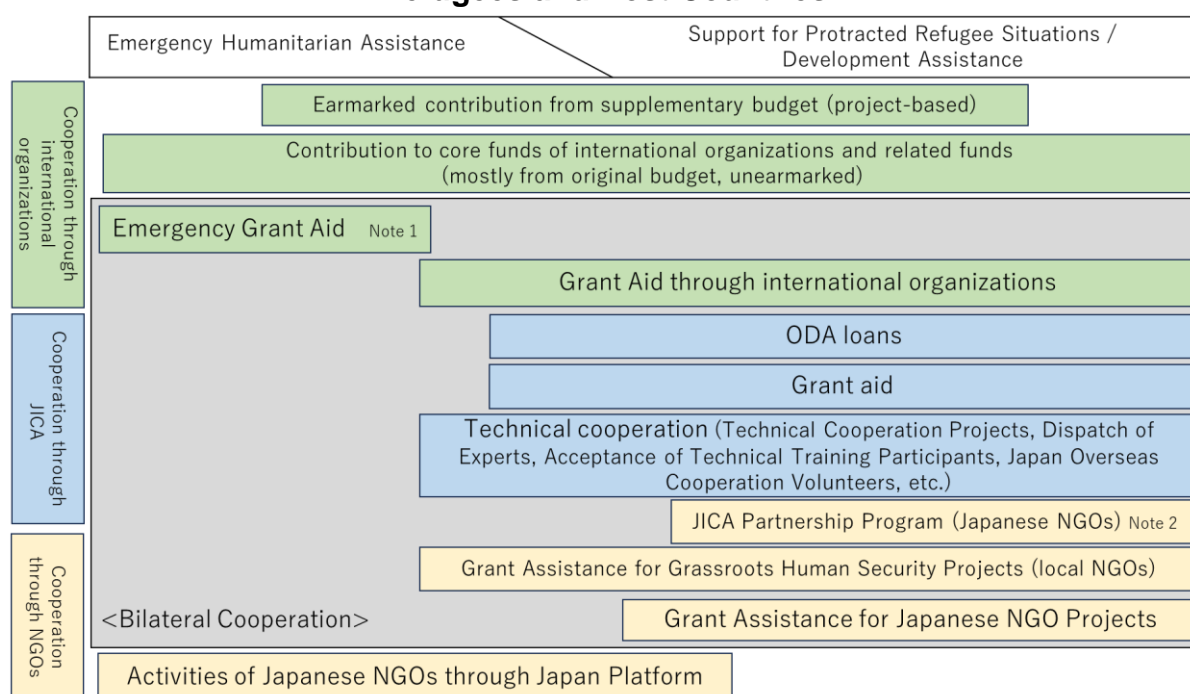 Emergency Humanitarian Assistance
Support for Protracted Refugee Situations /
Development Assistance
Cooperation through
international
organizations
Earmarked contribution from supplementary budget (project-based)
Contribution to core funds of international organizations and related funds
(mostly from original budget, unearmarked)
Emergency Grant Aid Note 1
Grant Aid through international organizations
Cooperation through
JICA
ODA loans
Grant aid
Technical cooperation (Technical Cooperation Projects, Dispatch of
Experts, Acceptance of Technical Training Participants, Japan Overseas
Cooperation Volunteers, etc.)
JICA Partnership Program (Japanese NGOs) Note 2
Cooperation
through NGOs
Grant Assistance for Grassroots Human Security Projects (local NGOs)
<Bilateral Cooperation>
Grant Assistance for Japanese NGO Projects
Activities of Japanese NGOs through Japan Platform